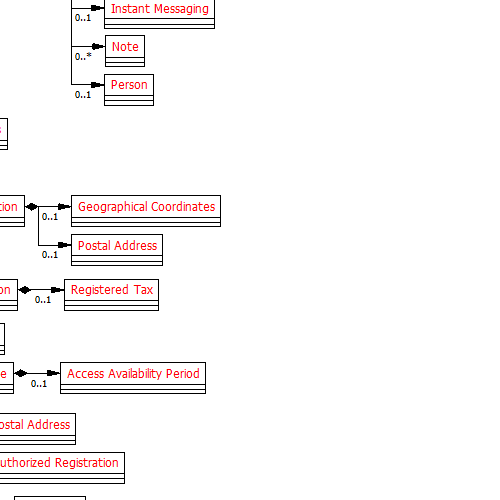 Instant Messaging
0..1
Note
0..*
Person
0..1
tion
Geographical Coordinates
0..1
Postal Address
0..1
on
Registered Tax
0..1
e
Access Availability Period
0..1
ostal Address
uthorized Registration